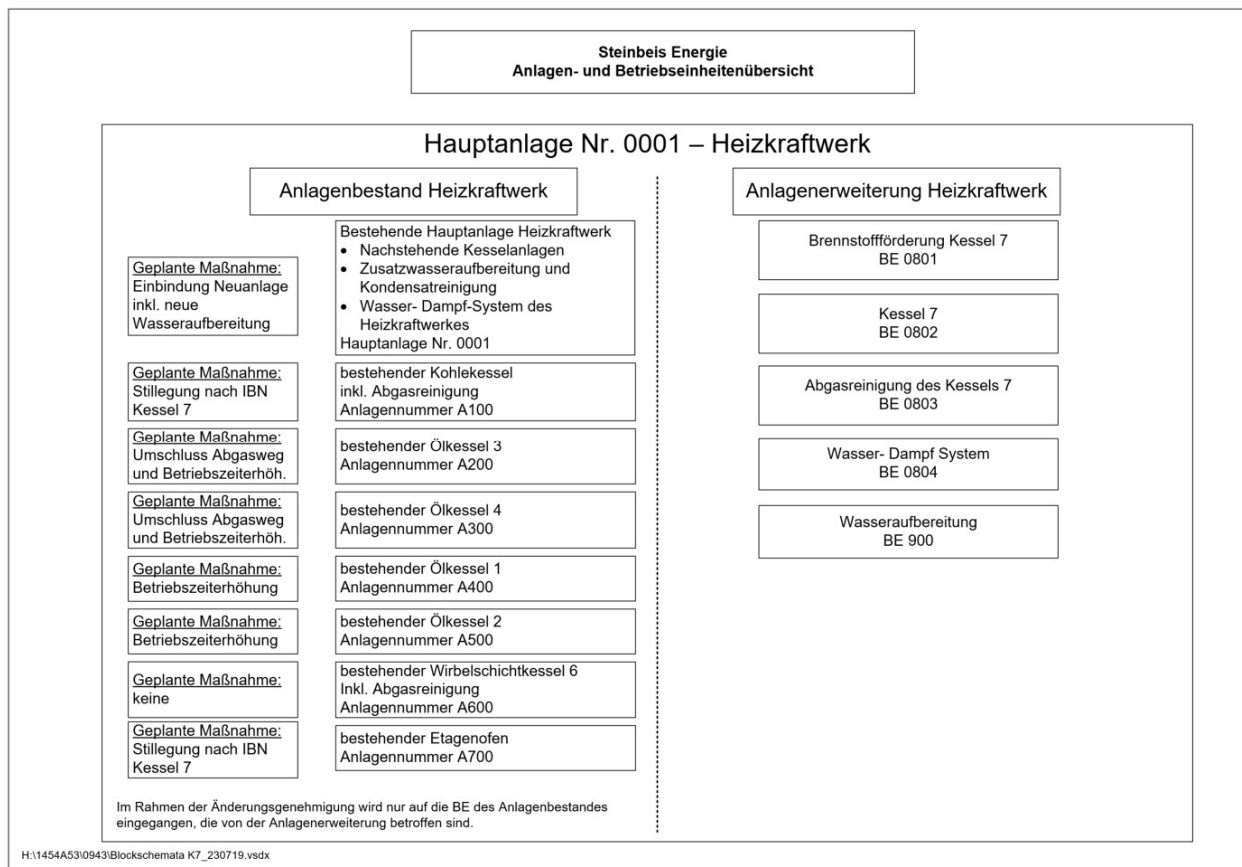 Steinbeis Energie
Anlagen- und Betriebseinheitenübersicht
Hauptanlage Nr. 0001 – Heizkraftwerk
Anlagenbestand Heizkraftwerk
Geplante Maßnahme:
Einbindung Neuanlage
inkl. neue
Wasseraufbereitung
Bestehende Hauptanlage Heizkraftwerk
• Nachstehende Kesselanlagen
• Zusatzwasseraufbereitung und
Kondensatreinigung
• Wasser- Dampf-System des
Heizkraftwerkes
Hauptanlage Nr. 0001
Geplante Maßnahme:
Stillegung nach IBN
Kessel 7
bestehender Kohlekessel
inkl. Abgasreinigung
Anlagennummer A100
Geplante Maßnahme:
Umschluss Abgasweg
und Betriebszeiterhöh.
bestehender Ölkessel 3
Anlagennummer A200
Geplante Maßnahme:
Umschluss Abgasweg
und Betriebszeiterhöh.
bestehender Ölkessel 4
Anlagennummer A300
Geplante Maßnahme:
Betriebszeiterhöhung
bestehender Ölkessel 1
Anlagennummer A400
Geplante Maßnahme:
Betriebszeiterhöhung
bestehender Ölkessel 2
Anlagennummer A500
Geplante Maßnahme:
keine
bestehender Wirbelschichtkessel 6
Inkl. Abgasreinigung
Anlagennummer A600
Geplante Maßnahme:
Stillegung nach IBN
Kessel 7
bestehender Etagenofen
Anlagennummer A700
Im Rahmen der Änderungsgenehmigung wird nur auf die BE des Anlagenbestandes
eingegangen, die von der Anlagenerweiterung betroffen sind.
Anlagenerweiterung Heizkraftwerk
Brennstoffförderung Kessel 7
BE 0801
Kessel 7
BE 0802
Abgasreinigung des Kessels 7
BE 0803
Wasser- Dampf System
BE 0804
Wasseraufbereitung
BE 900
H:\1454A53\0943\Blockschemata K7_230719.vsdx